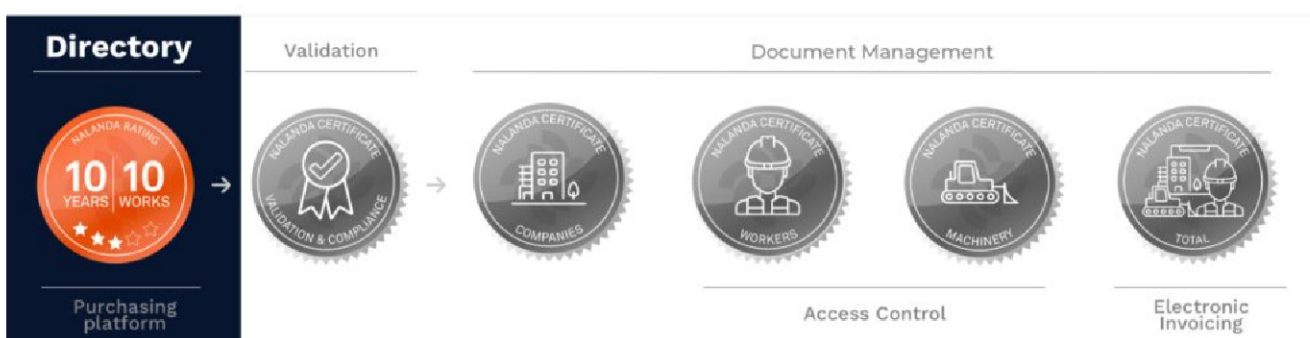 Directory
Validation
Document Management
NALANDA RATING
10 10
YEARS WORKS
NALANDA CERTIFICATE
VALIDATION & COMPLIANCE
NALANDA CERTIFICATE
COMPANIES
NALANDA CERTIFICATE
WORKERS
NALANDA CERTIFICATE
MACHINERY
NALANDA CERTIFICATE
TOTAL
Purchasing
platform
Access Control
Electronic
Invoicing